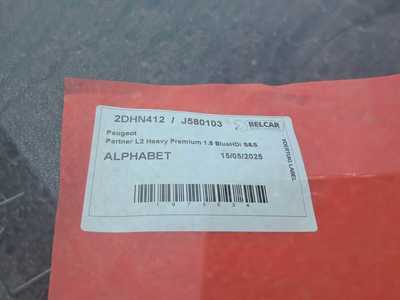 2DHN412 / J580103
BELCAR
Peugeot
Partner L2 Heavy Premium 1.5 BlueHDi S&S
ALPHABET 15/05/2025